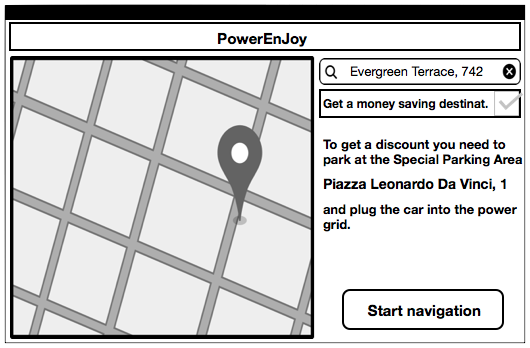 PowerEnJoy
Evergreen Terrace, 742
Get a money saving destinat.
To get a discount you need to
park at the Special Parking Area
Piazza Leonardo Da Vinci, 1
and plug the car into the power
grid.
Start navigation